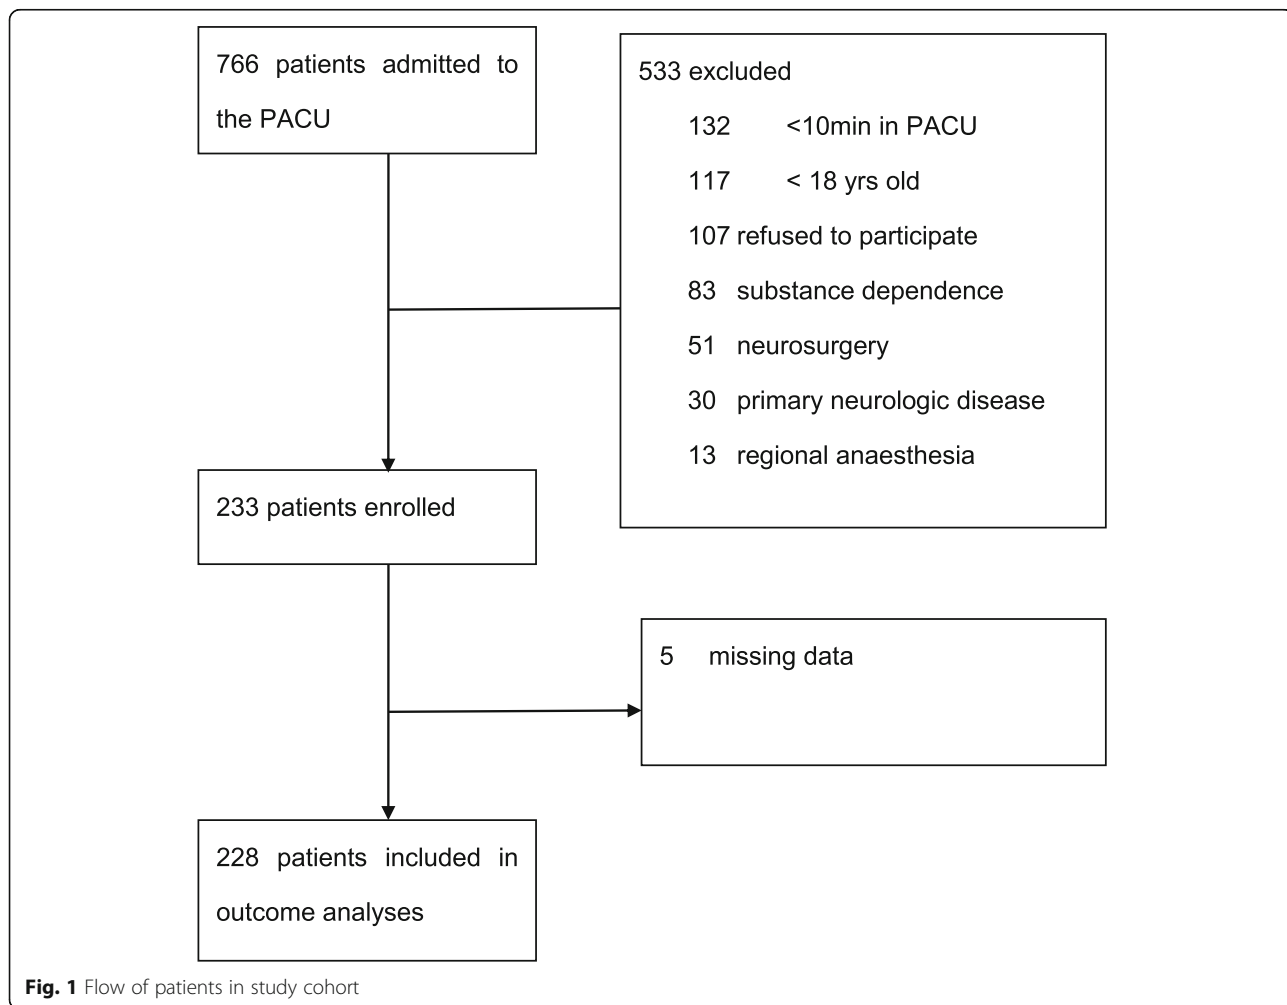 766 patients admitted to
the PACU
533 excluded
132 <10min in PACU
117 < 18 yrs old
107 refused to participate
83 substance dependence
51 neurosurgery
30 primary neurologic disease
13 regional anaesthesia
233 patients enrolled
5 missing data
228 patients included in
outcome analyses
Fig. 1 Flow of patients in study cohort